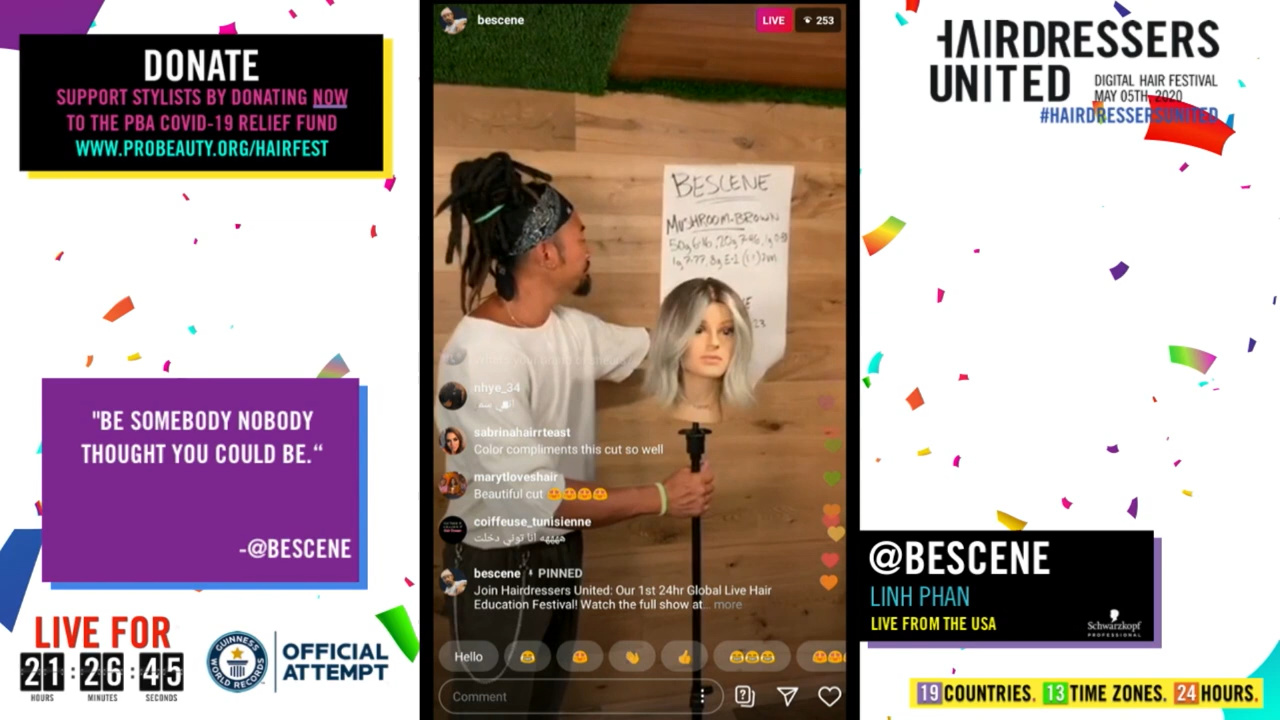 DONATE
SUPPORT STYLISTS BY DONATING NOW
TO THE PBA COVID-19 RELIEF FUND
WWW.PROBEAUTY.ORG/HAIRFEST
"BE SOMEBODY NOBODY
THOUGHT YOU COULD BE.“
-@BESCENE
LIVE FOR
21:26:45
HOURS MINUTES SECONDS
GUINNESS
WORLD RECORDS
OFFICIAL
ATTEMPT
bescene
LIVE 253
BESCENE
MUSHROOM-BROWN
nhye_34
sabrinahairrteast
Color compliments this cut so well
marytloveshair
Beautiful cut 😍😍😍😍
coiffeuse_tunisienne
ههههه انا توني دخلت
bescene PINNED
Join Hairdressers United: Our 1st 24hr Global Live Hair
Education Festival! Watch the full show at… more
Hello 😂 😍 👏 👍 😂😂😂 😍😍
Comment
HAIRDRESSERS
UNITED
DIGITAL HAIR FESTIVAL
MAY 05TH, 2020
#HAIRDRESSERSUNITED
@BESCENE
LINH PHAN
LIVE FROM THE USA
Schwarzkopf
PROFESSIONAL
19 COUNTRIES. 13 TIME ZONES. 24 HOURS.